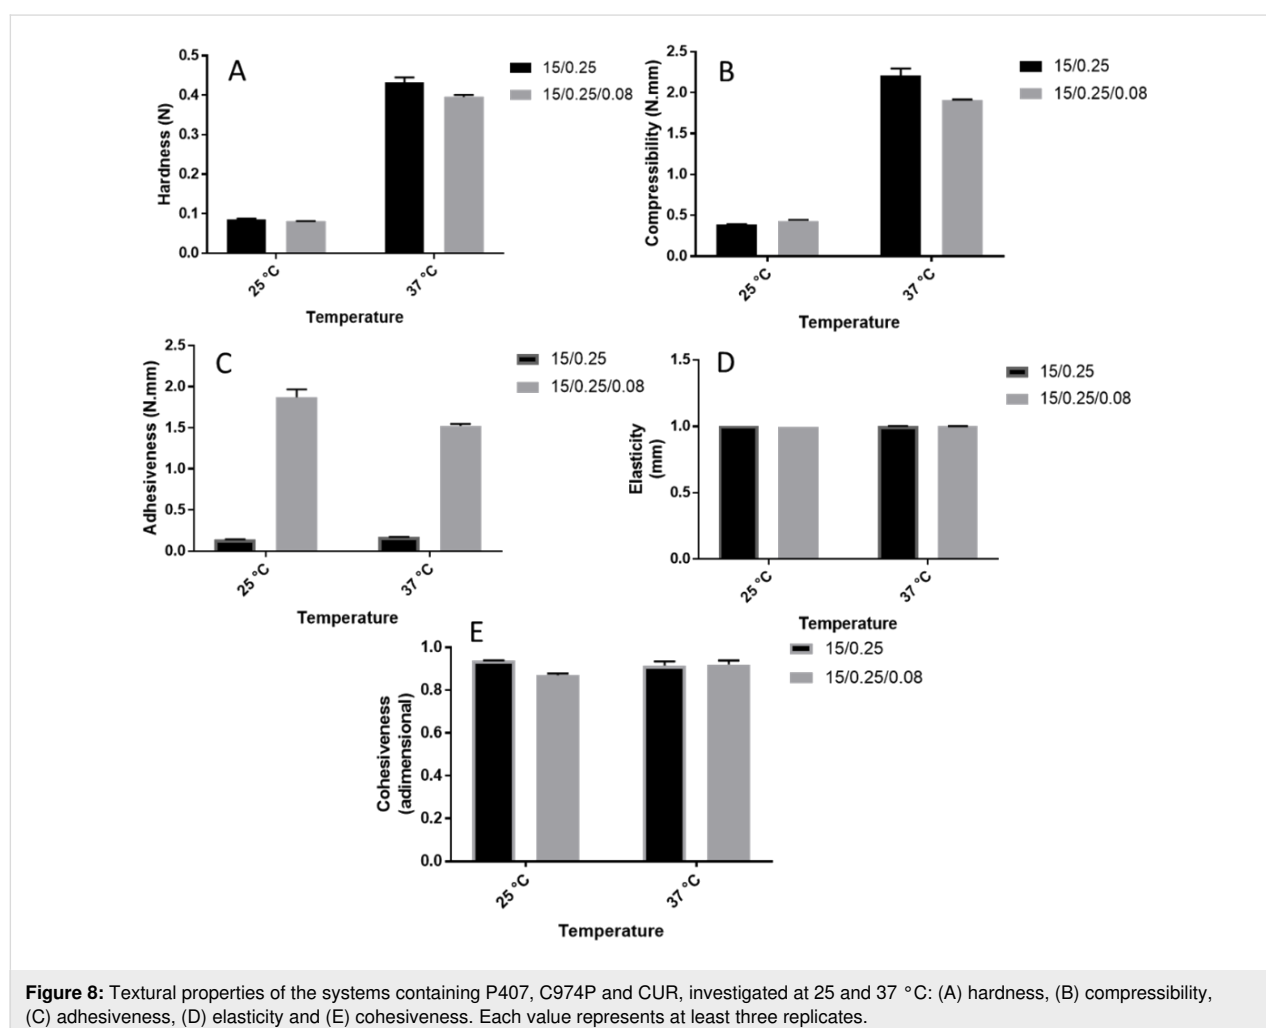 A
Hardness (N)
0.5
0.4
0.3
0.2
0.1
0.0
25 °C
37 °C
Temperature
15/0.25
15/0.25/0.08
B
Compressibility (N.mm)
2.5
2.0
1.5
1.0
0.5
0.0
25 °C
37 °C
Temperature
15/0.25
15/0.25/0.08
C
Adhesiveness (N.mm)
2.5
2.0
1.5
1.0
0.5
0.0
25 °C
37 °C
Temperature
15/0.25
15/0.25/0.08
D
Elasticity
(mm)
1.5
1.0
0.5
0.0
25 °C
37 °C
Temperature
15/0.25
15/0.25/0.08
E
Cohesiveness
(adimensional)
1.0
0.8
0.6
0.4
0.2
0.0
25 °C
37 °C
Temperature
15/0.25
15/0.25/0.08
Figure 8: Textural properties of the systems containing P407, C974P and CUR, investigated at 25 and 37 °C: (A) hardness, (B) compressibility,
(C) adhesiveness, (D) elasticity and (E) cohesiveness. Each value represents at least three replicates.